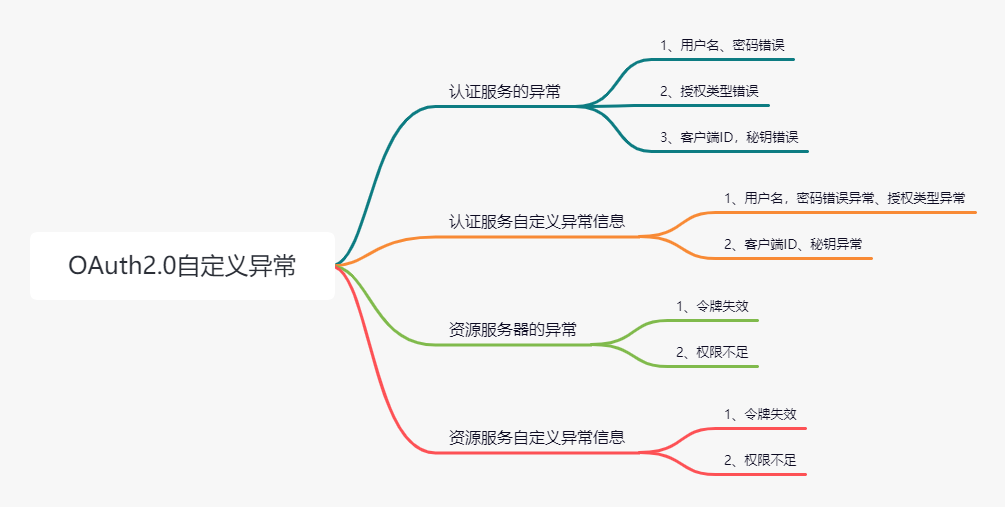 OAuth2.0自定义异常
认证服务的异常
1、用户名、密码错误
2、授权类型错误
3、客户端ID，秘钥错误
认证服务自定义异常信息
1、用户名，密码错误异常、授权类型异常
2、客户端ID、秘钥异常
资源服务器的异常
1、令牌失效
2、权限不足
资源服务自定义异常信息
1、令牌失效
2、权限不足